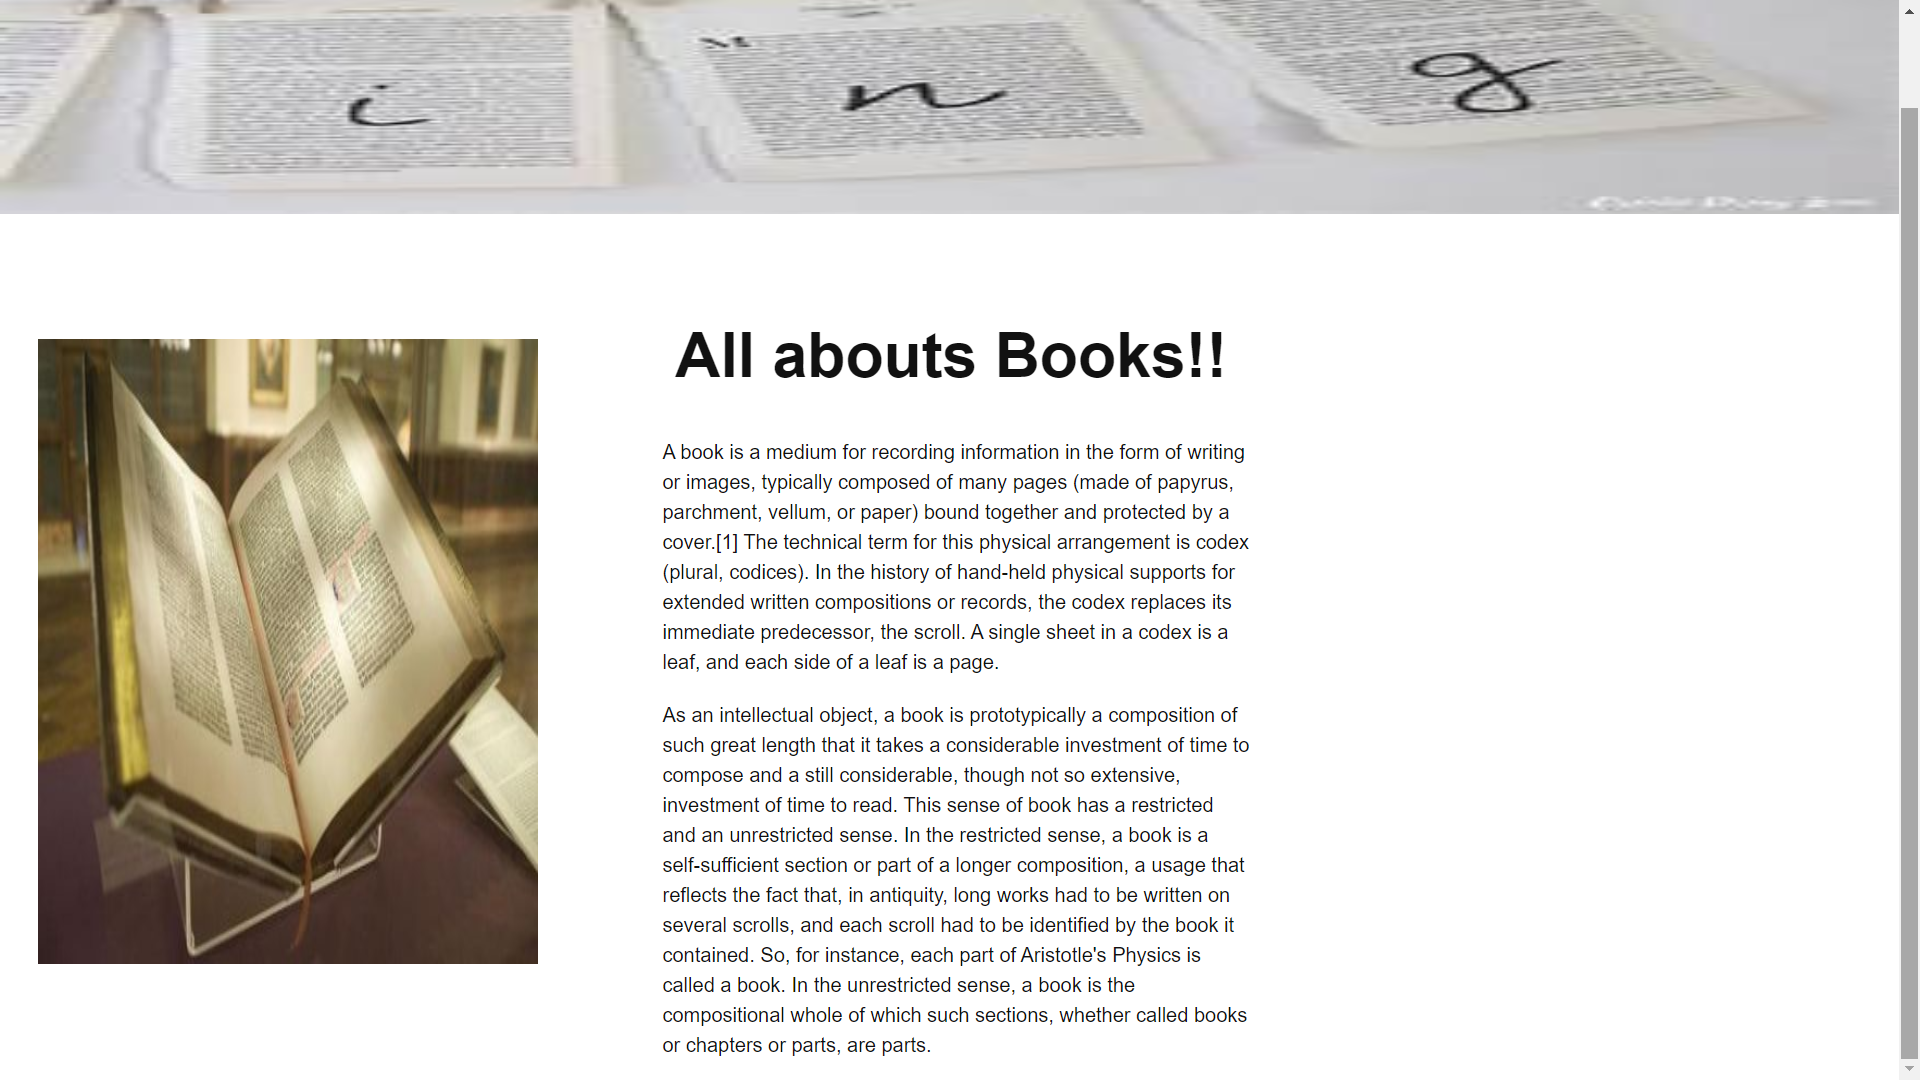 i n g
All abouts Books!!
A book is a medium for recording information in the form of writing
or images, typically composed of many pages (made of papyrus,
parchment, vellum, or paper) bound together and protected by a
cover.[1] The technical term for this physical arrangement is codex
(plural, codices). In the history of hand-held physical supports for
extended written compositions or records, the codex replaces its
immediate predecessor, the scroll. A single sheet in a codex is a
leaf, and each side of a leaf is a page.
As an intellectual object, a book is prototypically a composition of
such great length that it takes a considerable investment of time to
compose and a still considerable, though not so extensive,
investment of time to read. This sense of book has a restricted
and an unrestricted sense. In the restricted sense, a book is a
self-sufficient section or part of a longer composition, a usage that
reflects the fact that, in antiquity, long works had to be written on
several scrolls, and each scroll had to be identified by the book it
contained. So, for instance, each part of Aristotle's Physics is
called a book. In the unrestricted sense, a book is the
compositional whole of which such sections, whether called books
or chapters or parts, are parts.